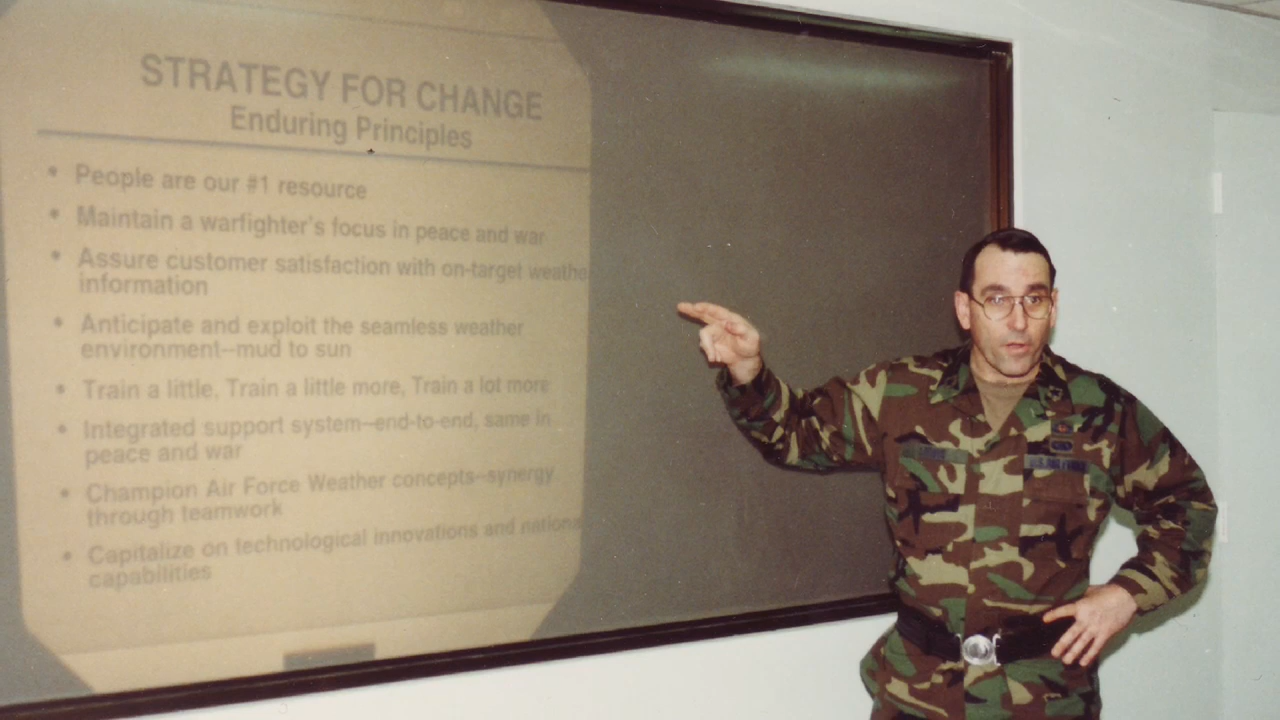 STRATEGY FOR CHANGE
Enduring Principles
• People are our #1 resource
• Maintain a warfighter's focus in peace and war
• Assure customer satisfaction with on-target weathe
information
• Anticipate and exploit the seamless weather
environment--mud to sun
• Train a little, Train a little more, Train a lot more
• Integrated support system--end-to-end, same in
peace and war
• Champion Air Force Weather concepts--synergy
through teamwork
• Capitalize on technological innovations and nationa
capabilities
U.S. AIR FORCE